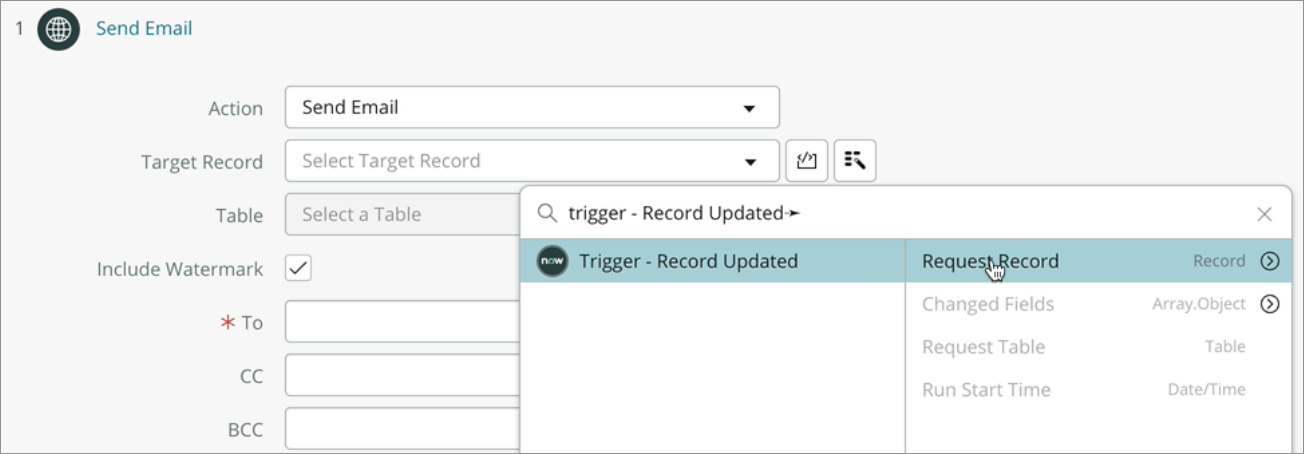 1 Send Email
Action Send Email
Target Record Select Target Record
Table Select a Table
trigger - Record Updated➛
now Trigger - Record Updated Request Record Record
Include Watermark
Changed Fields Array.Object
* To
Request Table Table
CC
Run Start Time Date/Time
BCC